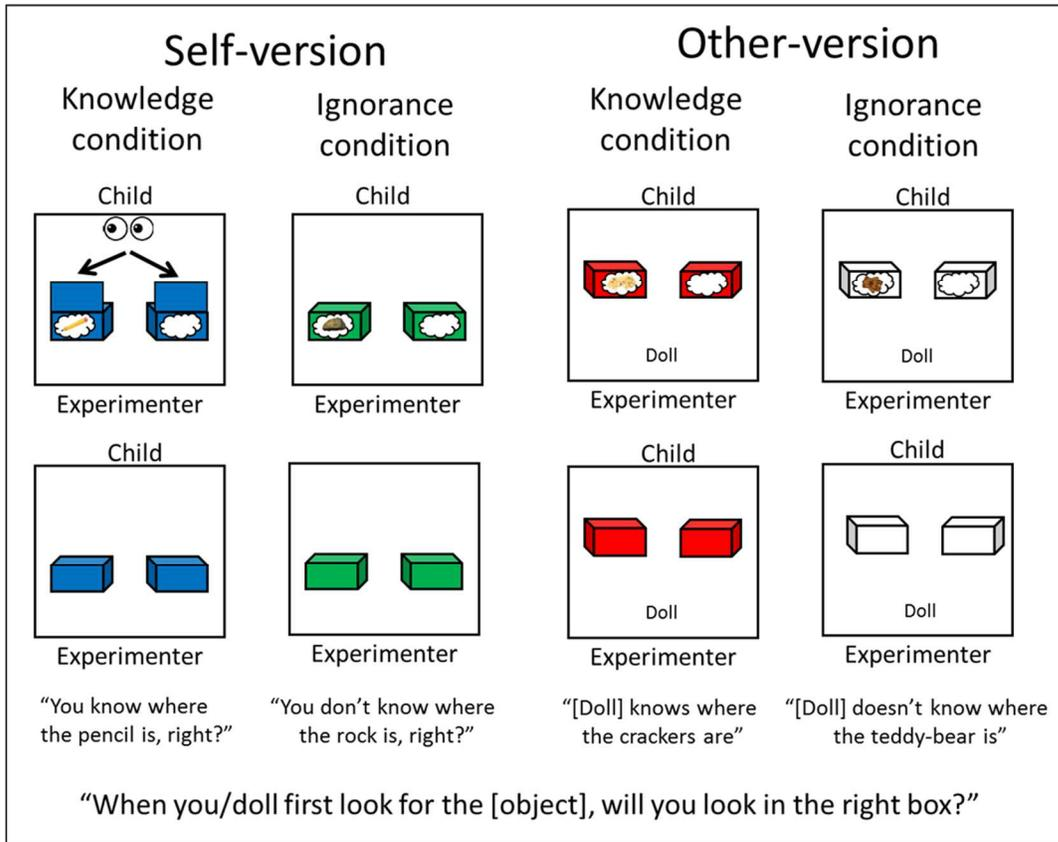 Self-version
Other-version
Knowledge
condition
Ignorance
condition
Knowledge
condition
Ignorance
condition
Child
Child
Child
Child
Doll
Doll
Experimenter
Experimenter
Experimenter
Experimenter
Child
Child
Child
Doll
Doll
Experimenter
Experimenter
Experimenter
Experimenter
“You know where
the pencil is, right?”
“You don’t know where
the rock is, right?”
“[Doll] knows where
the crackers are”
“[Doll] doesn’t know where
the teddy-bear is”
“When you/doll first look for the [object], will you look in the right box?”